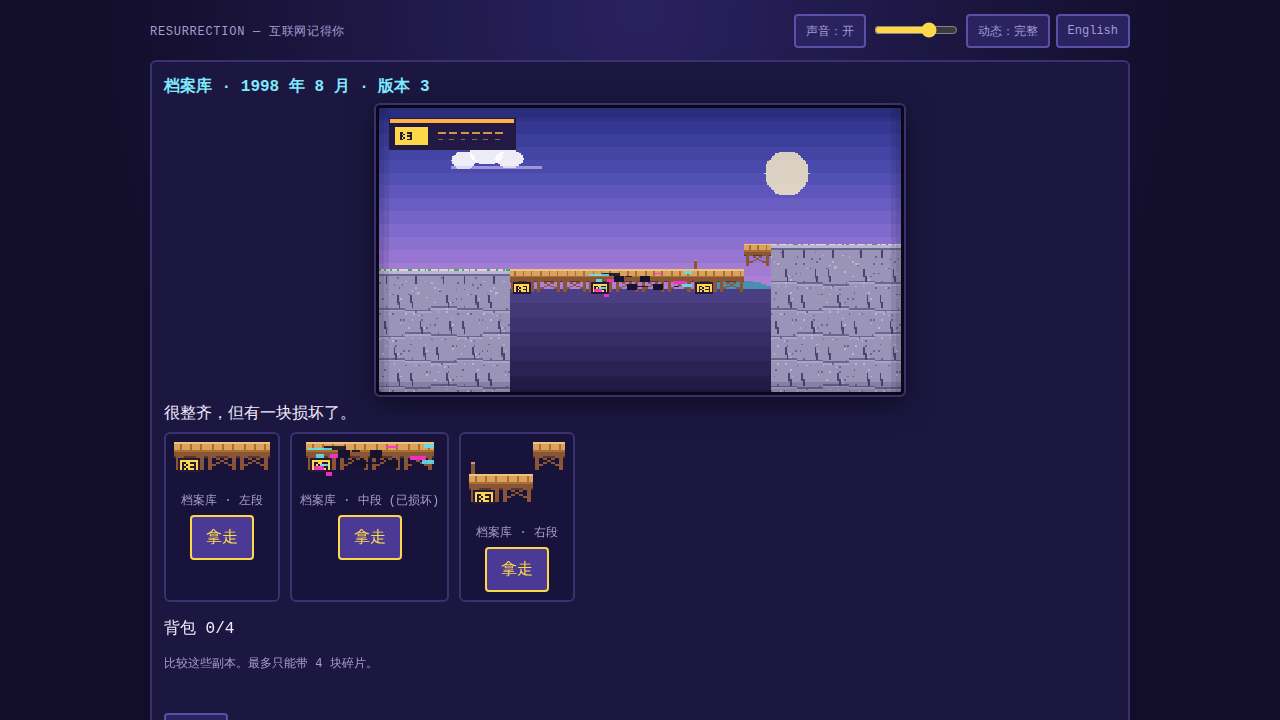 RESURRECTION — 互联网记得你
声音：开
动态：完整
English
档案库 · 1998 年 8 月 · 版本 3
很整齐，但有一块损坏了。
档案库 · 左段
拿走
档案库 · 中段 (已损坏)
拿走
档案库 · 右段
拿走
背包 0/4
比较这些副本。最多只能带 4 块碎片。